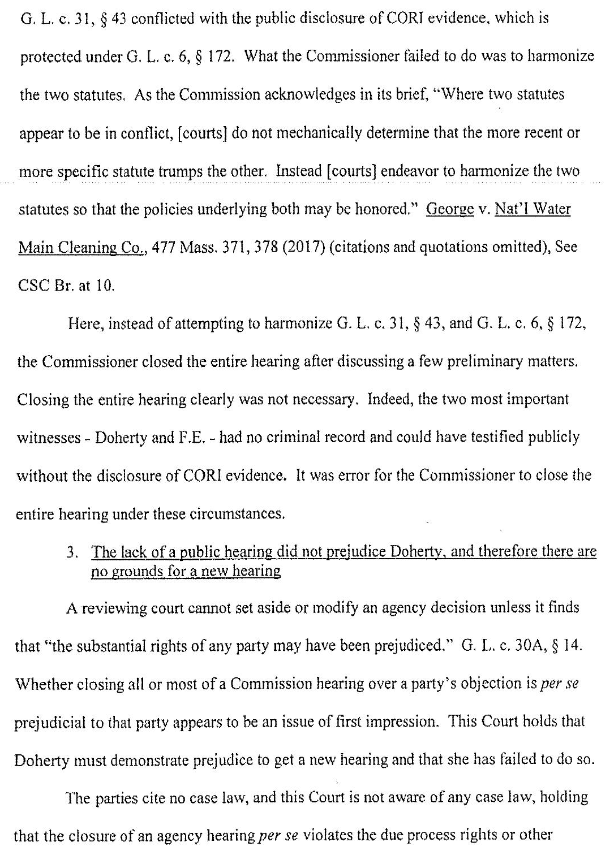 G. L. c. 31, § 43 conflicted with the public disclosure of CORI evidence, which is
protected under G. L. c. 6, § 172. What the Commissioner failed to do was to harmonize
the two statutes. As the Commission acknowledges in its brief, “Where two statutes
appear to be in conflict, [courts] do not mechanically determine that the more recent or
more specific statute trumps the other. Instead [courts] endeavor to harmonize the two
statutes so that the policies underlying both may be honored.” George v. Nat’l Water
Main Cleaning Co., 477 Mass. 371, 378 (2017) (citations and quotations omitted), See
CSC Br. at 10.
Here, instead of attempting to harmonize G. L. c. 31, § 43, and G. L. c. 6, § 172,
the Commissioner closed the entire hearing after discussing a few preliminary matters.
Closing the entire hearing clearly was not necessary. Indeed, the two most important
witnesses - Doherty and F.E. - had no criminal record and could have testified publicly
without the disclosure of CORI evidence. It was error for the Commissioner to close the
entire hearing under these circumstances.
3. The lack of a public hearing did not prejudice Doherty, and therefore there are
no grounds for a new hearing
A reviewing court cannot set aside or modify an agency decision unless it finds
that “the substantial rights of any party may have been prejudiced.” G. L. c. 30A, § 14.
Whether closing all or most of a Commission hearing over a party’s objection is per se
prejudicial to that party appears to be an issue of first impression. This Court holds that
Doherty must demonstrate prejudice to get a new hearing and that she has failed to do so.
The parties cite no case law, and this Court is not aware of any case law, holding
that the closure of an agency hearing per se violates the due process rights or other